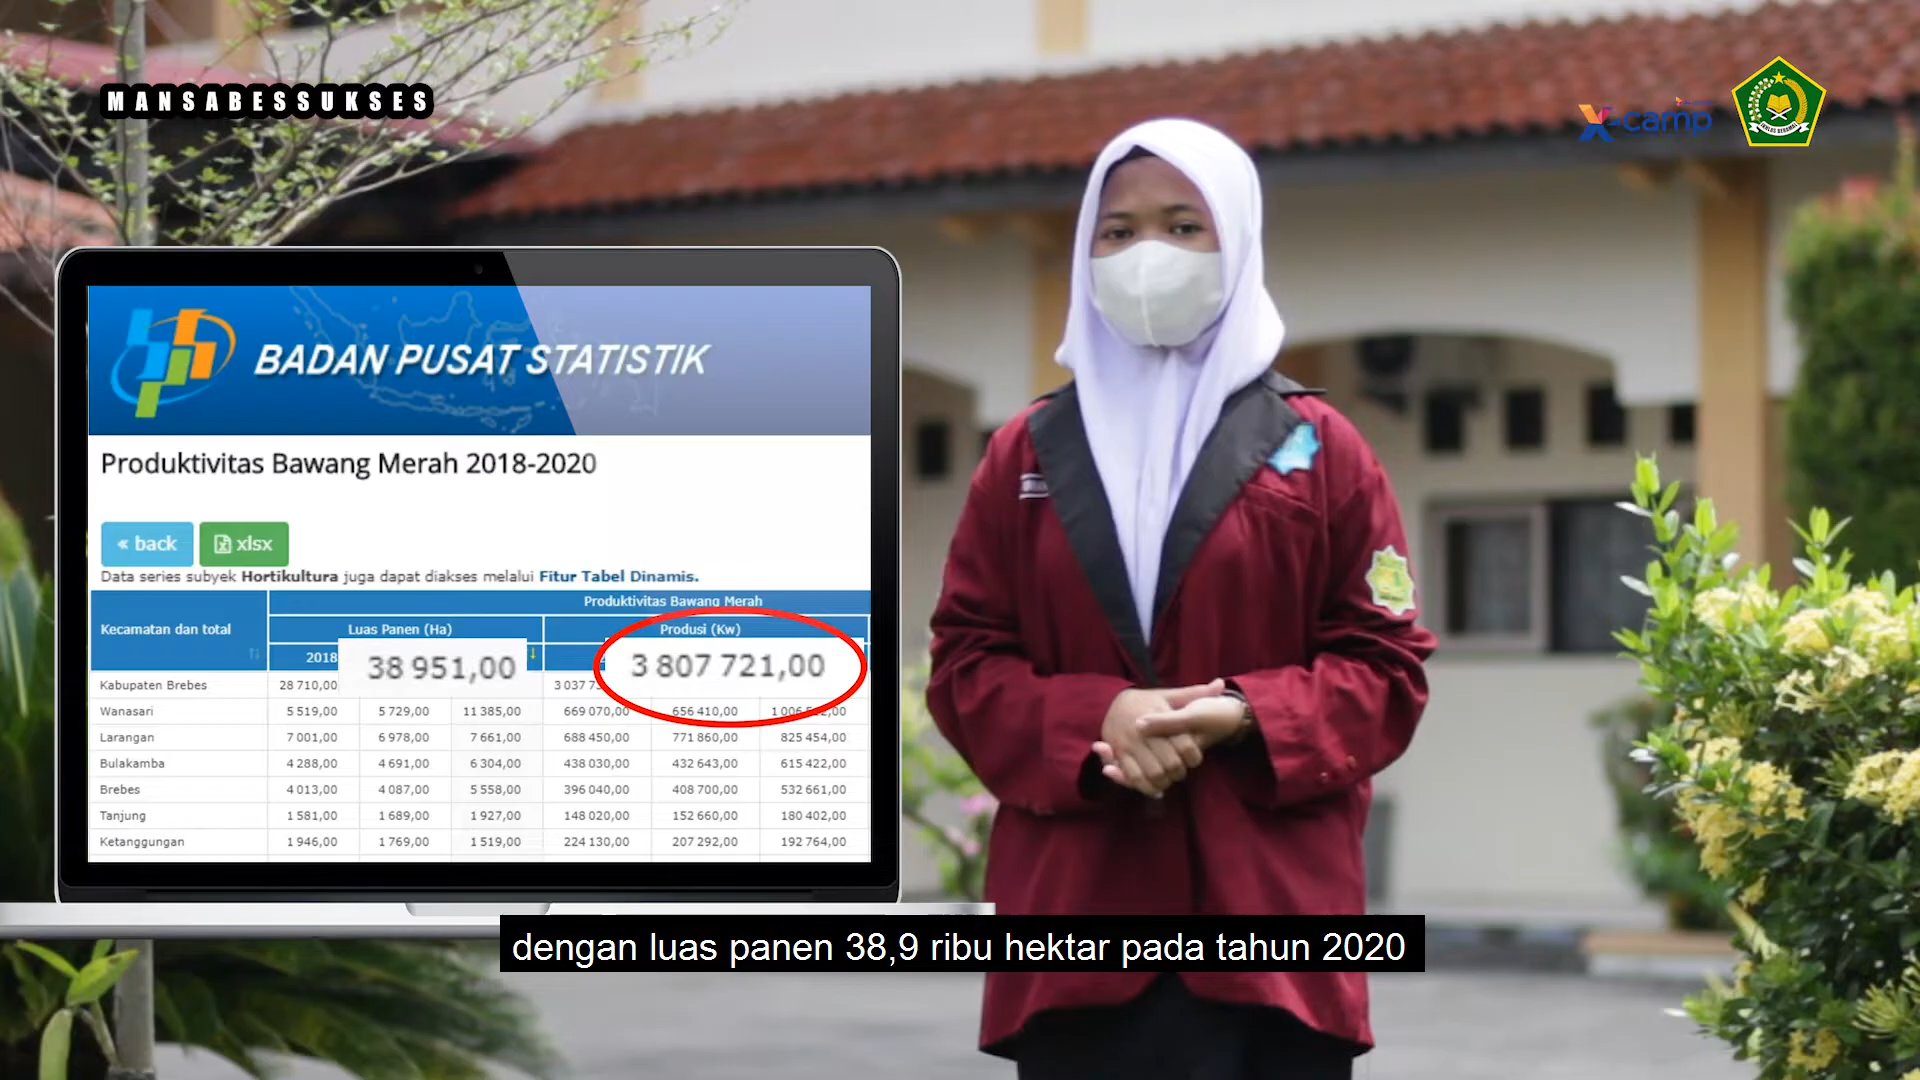 MANSABESSUKSES
X-camp
IKHLAS BERAMAL
BADAN PUSAT STATISTIK
Produktivitas Bawang Merah 2018-2020
« back xlsx
Data series subyek Hortikultura juga dapat diakses melalui Fitur Tabel Dinamis.
Kecamatan dan total
Produktivitas Bawang Merah
Luas Panen (Ha) Produksi (Kw)
2018 38 951,00 3 807 721,00
Kabupaten Brebes 28 710,00 3 037 7
Wanasari 5 519,00 5 729,00 11 385,00 669 070,00 656 410,00
Larangan 7 001,00 6 978,00 7 661,00 688 450,00 771 860,00 825 454,00
Bulakamba 4 288,00 4 691,00 6 304,00 438 030,00 432 643,00 615 422,00
Brebes 4 013,00 4 087,00 5 558,00 396 040,00 408 700,00 532 661,00
Tanjung 1 581,00 1 689,00 1 927,00 148 020,00 152 660,00 180 402,00
Ketanggungan 1 946,00 1 769,00 1 519,00 224 130,00 207 292,00 192 764,00
dengan luas panen 38,9 ribu hektar pada tahun 2020